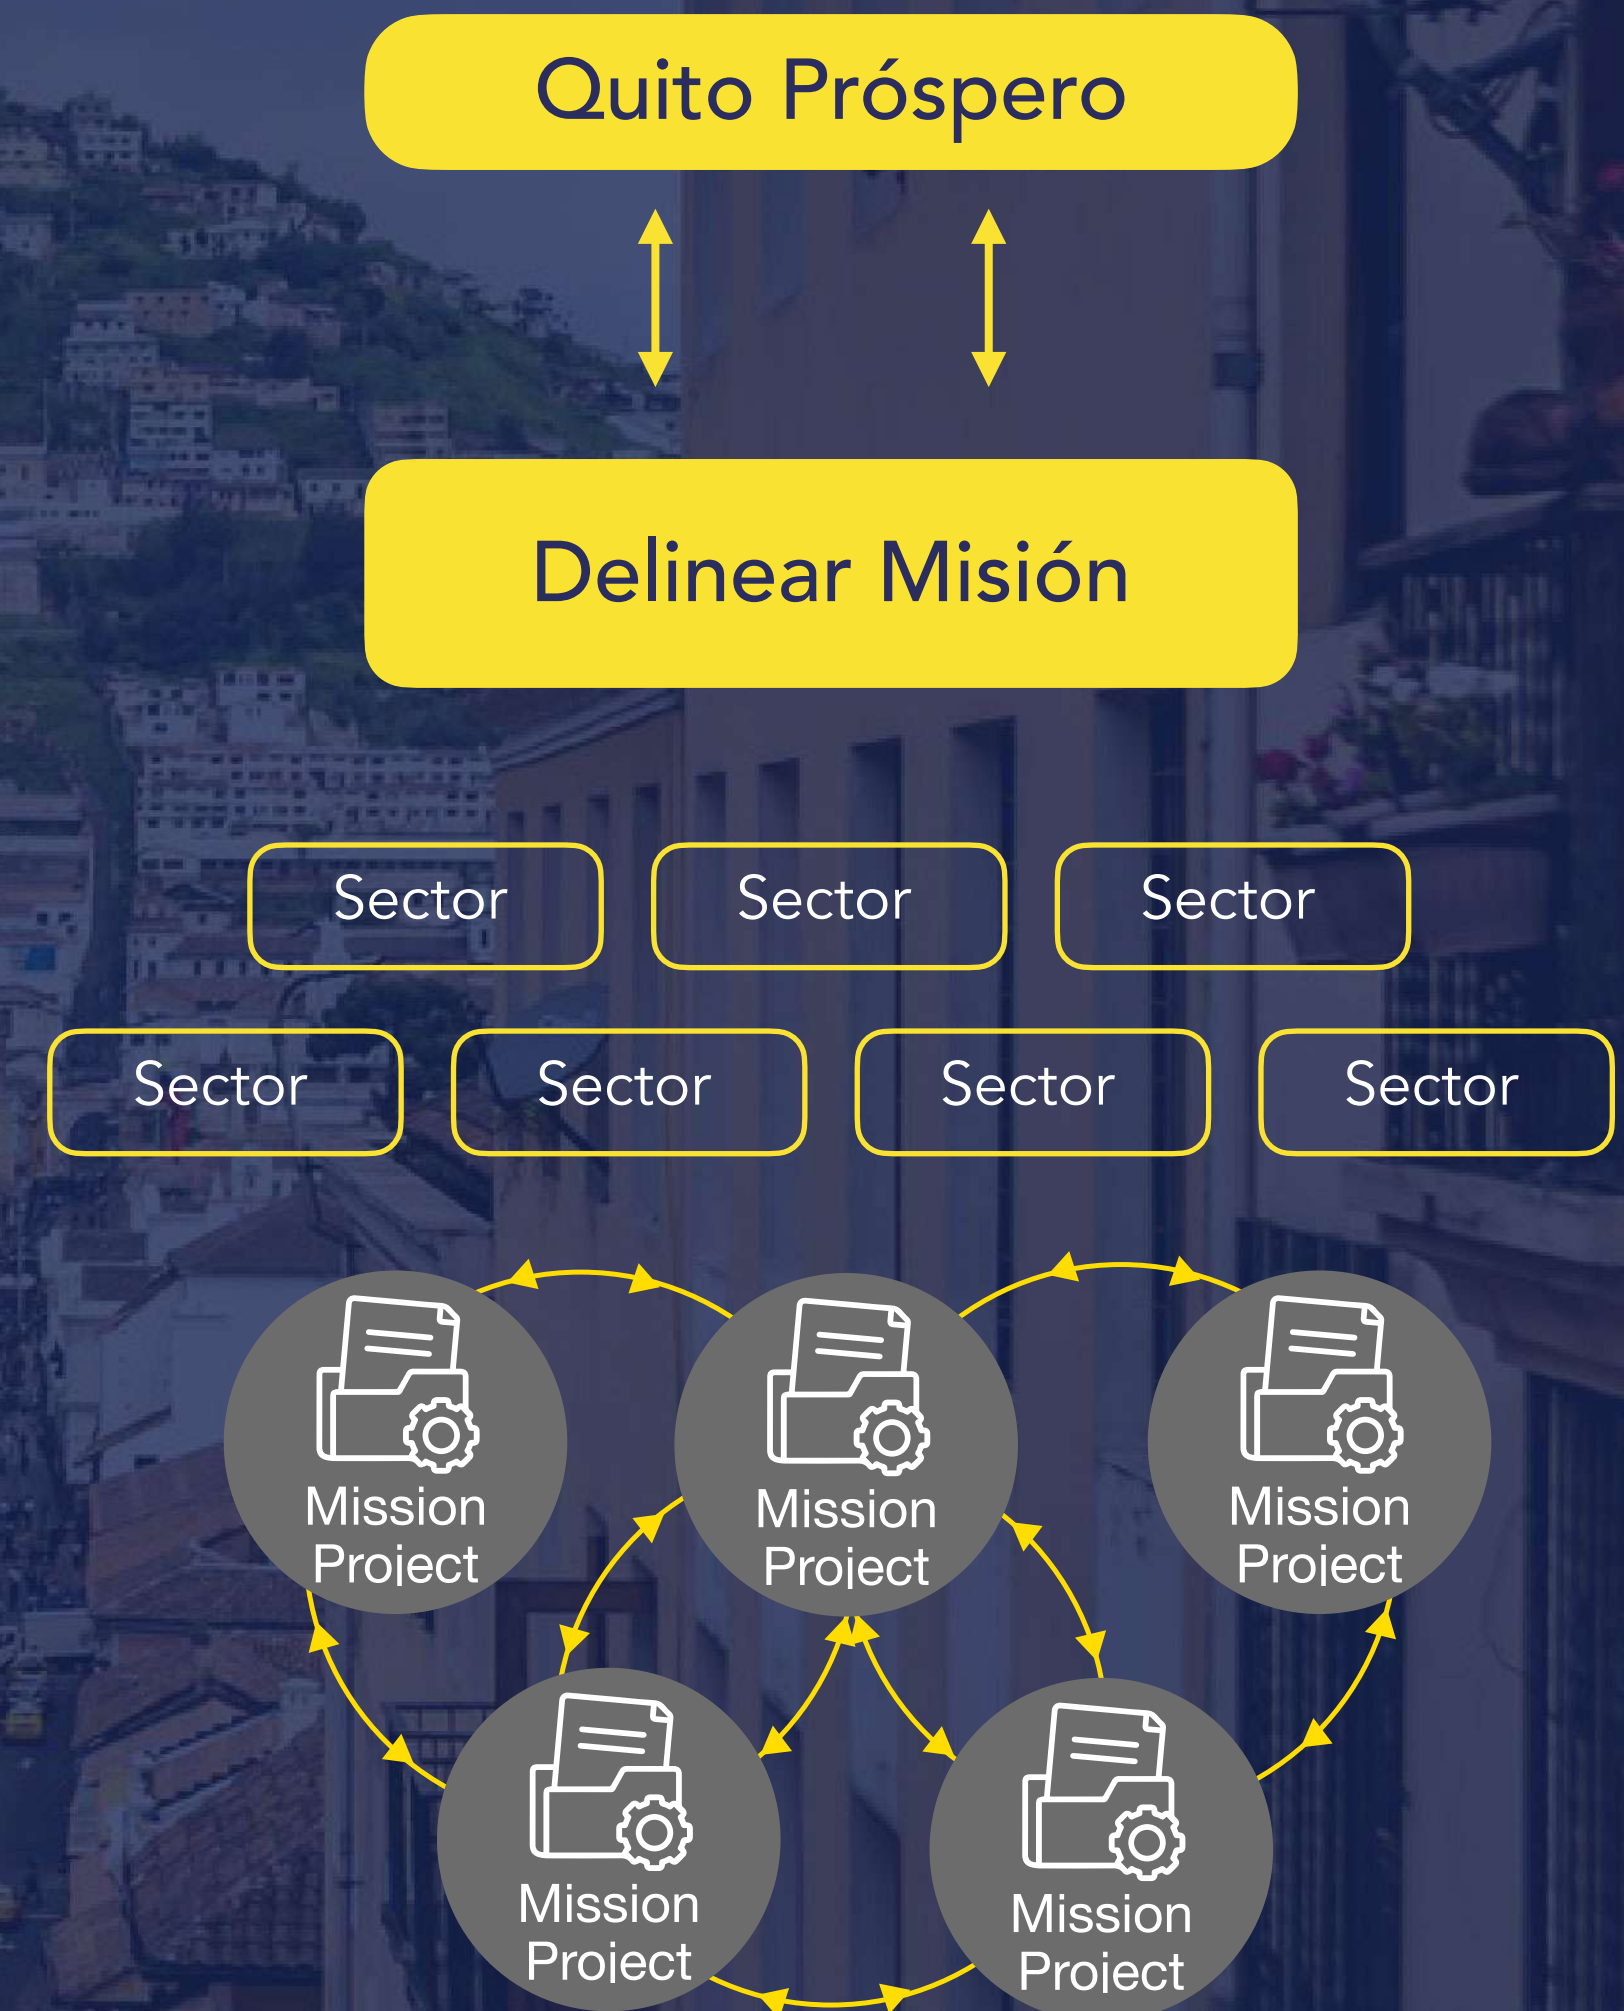 Quito Próspero
Delinear Misión
Sector
Sector
Sector
Sector
Sector
Sector
Sector
Mission
Project
Mission
Project
Mission
Project
Mission
Project
Mission
Project